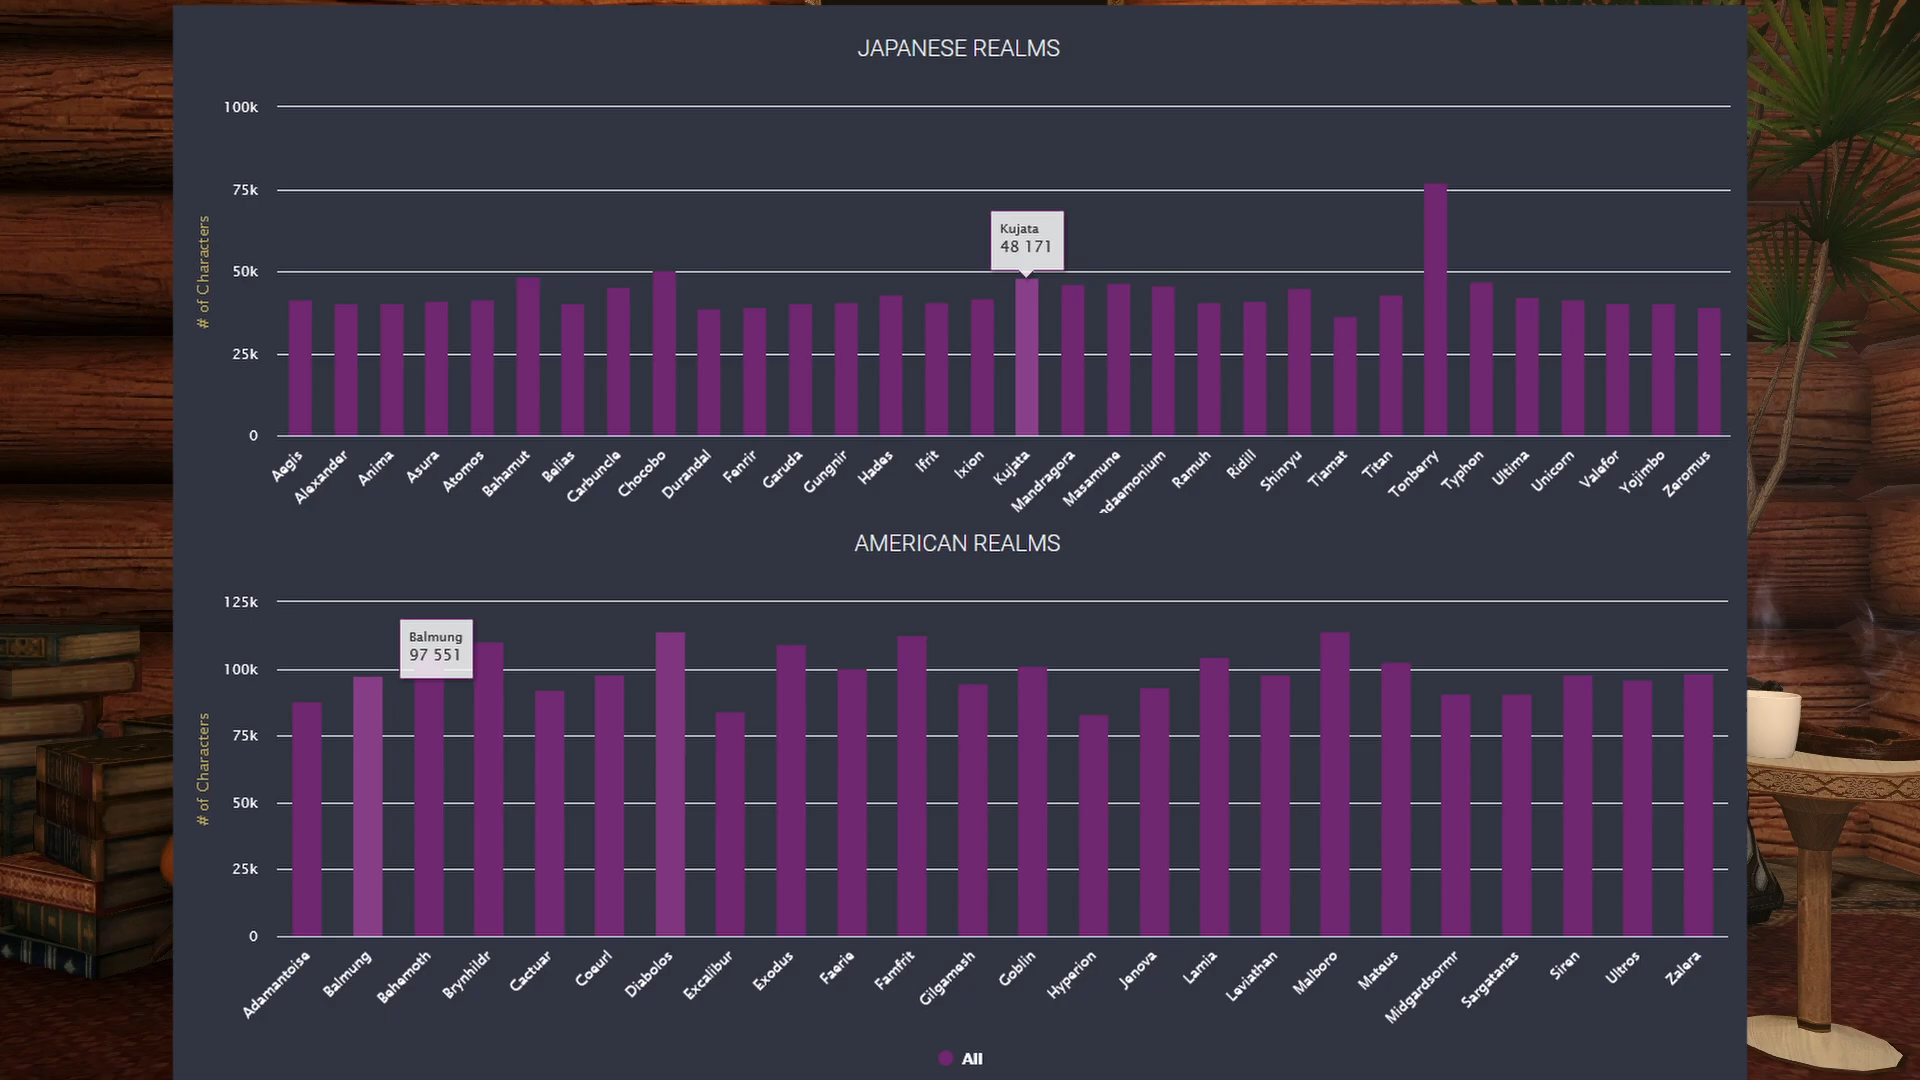 JAPANESE REALMS
100k
75k
50k
25k
0
# of Characters
Kujata
48 171
Aegis
Alexander
Anima
Asura
Atomos
Bahamut
Belias
Carbuncle
Chocobo
Durandal
Fenrir
Garuda
Gungnir
Hades
Ifrit
Ixion
Kujata
Mandragora
Masamune
ndaemonium
Ramuh
Ridill
Shinryu
Tiamat
Titan
Tonberry
Typhon
Ultima
Unicorn
Valefor
Yojimbo
Zeromus
AMERICAN REALMS
125k
100k
75k
50k
25k
0
# of Characters
Balmung
97 551
Adamantoise
Balmung
Behemoth
Brynhildr
Cactuar
Coeurl
Diabolos
Excalibur
Exodus
Faerie
Famfrit
Gilgamesh
Goblin
Hyperion
Jenova
Lamia
Leviathan
Malboro
Mateus
Midgardsormr
Sargatanas
Siren
Ultros
Zalera
All